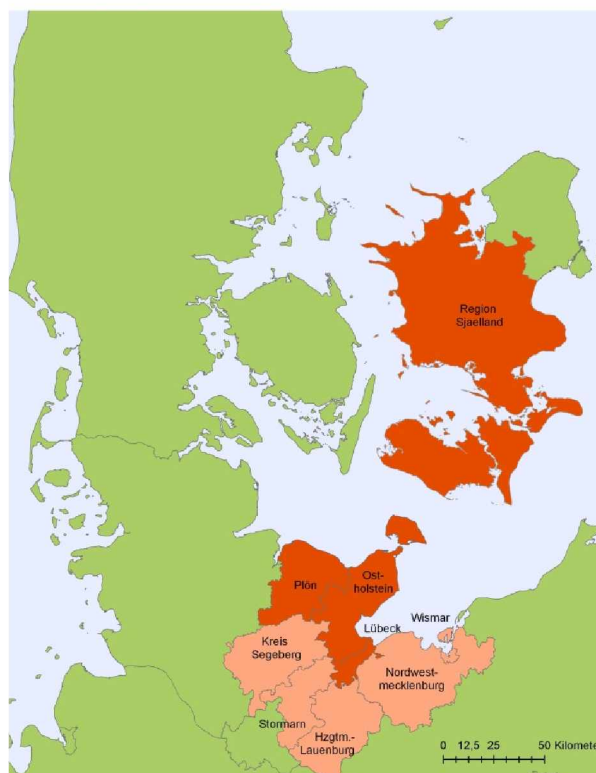 Region
Sjaelland
Plön
Ost-
holstein
Wismar
Lübeck
Kreis
Segeberg
Nordwest-
mecklenburg
Stormarn
Hzgtm.-
Lauenburg
0 12,5 25 50 Kilomete